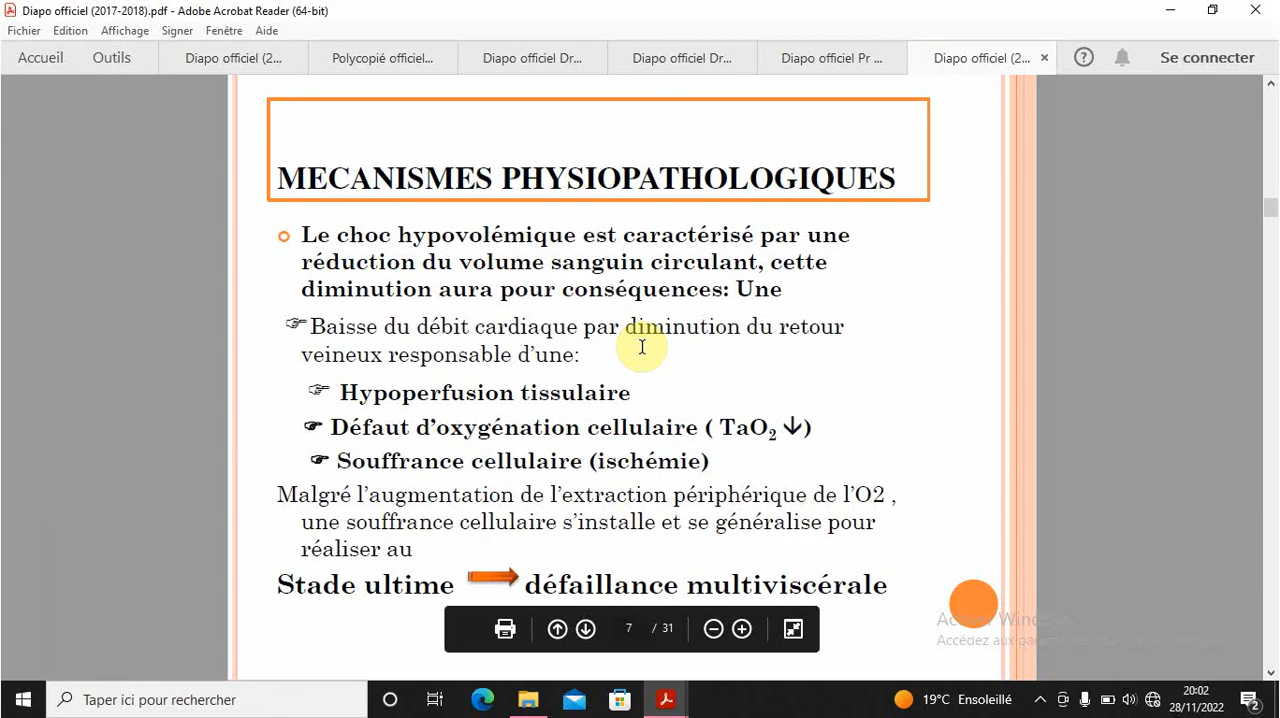 Diapo officiel (2017-2018).pdf - Adobe Acrobat Reader (64-bit)
Fichier Edition Affichage Signer Fenêtre Aide
Accueil Outils Diapo officiel (2... Polycopié officiel... Diapo officiel Dr... Diapo officiel Dr... Diapo officiel Pr ... Diapo officiel (2... Se connecter
MECANISMES PHYSIOPATHOLOGIQUES
Le choc hypovolémique est caractérisé par une
réduction du volume sanguin circulant, cette
diminution aura pour conséquences: Une
Baisse du débit cardiaque par diminution du retour
veineux responsable d’une:
Hypoperfusion tissulaire
Défaut d’oxygénation cellulaire ( TaO2 ↓)
Souffrance cellulaire (ischémie)
Malgré l’augmentation de l’extraction périphérique de l’O2 ,
une souffrance cellulaire s’installe et se généralise pour
réaliser au
Stade ultime défaillance multiviscérale
7 / 31
Accédez aux
Taper ici pour rechercher
19°C Ensoleillé
20:02
28/11/2022
2